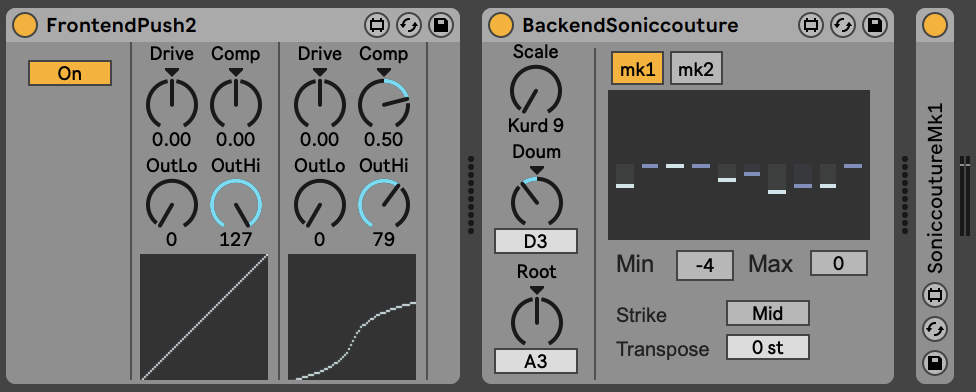 FrontendPush2
On
Drive Comp
0.00 0.00
OutLo OutHi
0 127
Drive Comp
0.00 0.50
OutLo OutHi
0 79
BackendSoniccouture
Scale
Kurd 9
Doum
D3
Root
A3
mk1 mk2
Min -4 Max 0
Strike Mid
Transpose 0 st
SoniccoutureMk1